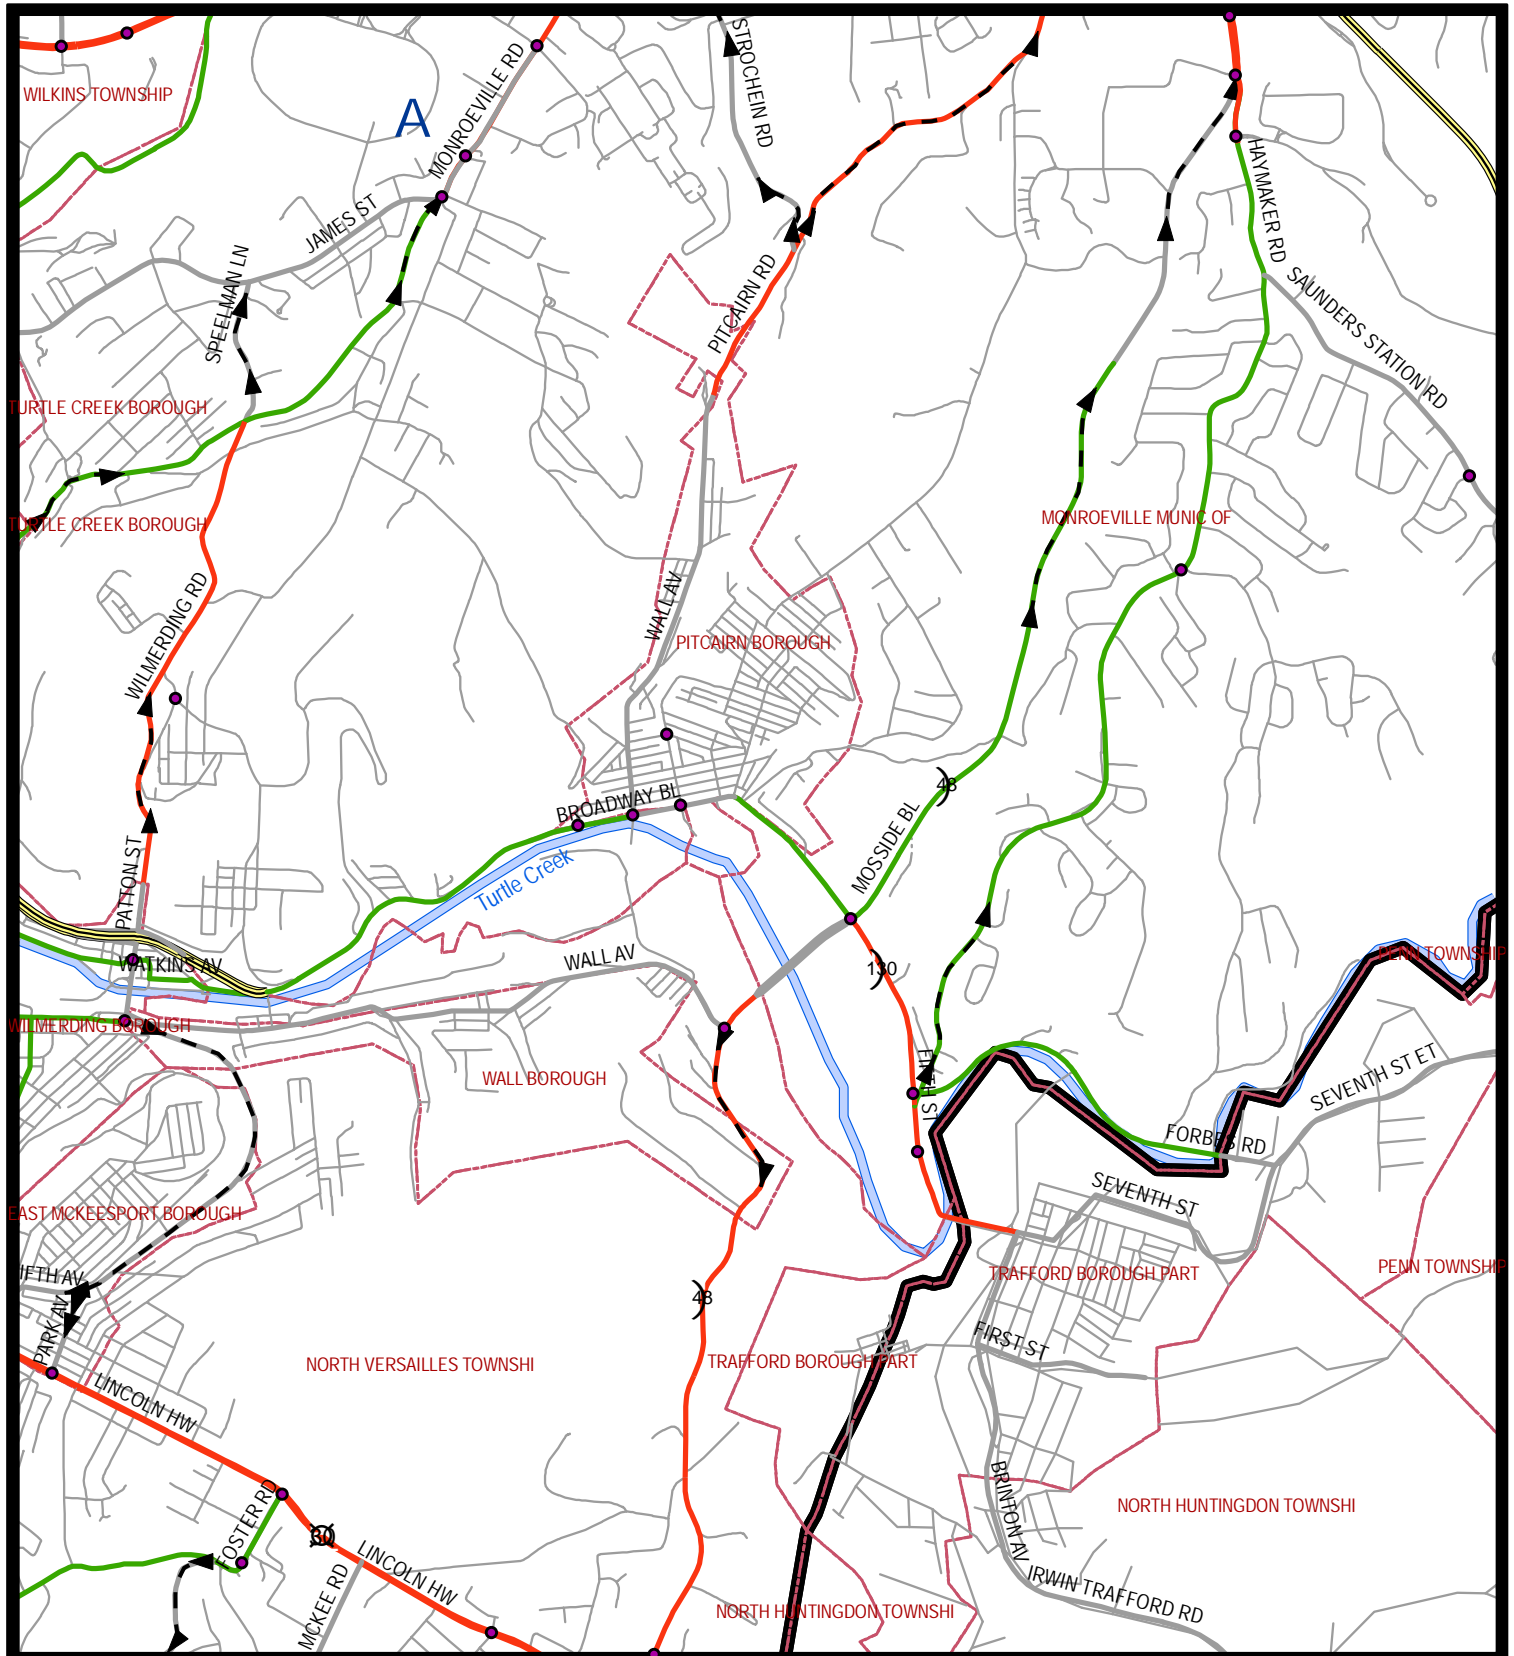 STROCHEIN RD
MONROEVILLE RD
WILKINS TOWNSHIP
A
HAYMAKER RD
JAMES ST
SPEELMAN LN
PITCAIRN RD
SAUNDERS STATION RD
TURTLE CREEK BOROUGH
TURTLE CREEK BOROUGH
MONROEVILLE MUNIC OF
WILMERDING RD
WALL AV
PITCAIRN BOROUGH
48
BROADWAY BL
MOSSIDE BL
PATTON ST
Turtle Creek
WALL AV
WATKINS AV
130
PENN TOWNSHIP
WILMERDING BOROUGH
WALL BOROUGH
FIFTH ST
SEVENTH ST ET
FORBES RD
SEVENTH ST
EAST MCKEESPORT BOROUGH
IFTH AV
TRAFFORD BOROUGH PART
PENN TOWNSHIP
48
PARK AV
FIRST ST
NORTH VERSAILLES TOWNSHI
TRAFFORD BOROUGH PART
LINCOLN HW
BRINTON AV
NORTH HUNTINGDON TOWNSHI
FOSTER RD
30
LINCOLN HW
MCKEE RD
IRWIN TRAFFORD RD
NORTH HUNTINGDON TOWNSHI